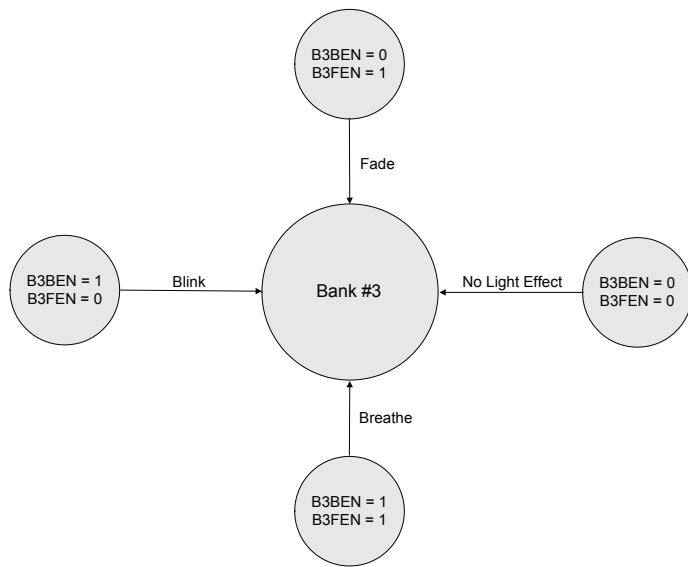 B3BEN = 0
B3FEN = 1
Fade
B3BEN = 1
B3FEN = 0
Blink
Bank #3
No Light Effect
B3BEN = 0
B3FEN = 0
Breathe
B3BEN = 1
B3FEN = 1